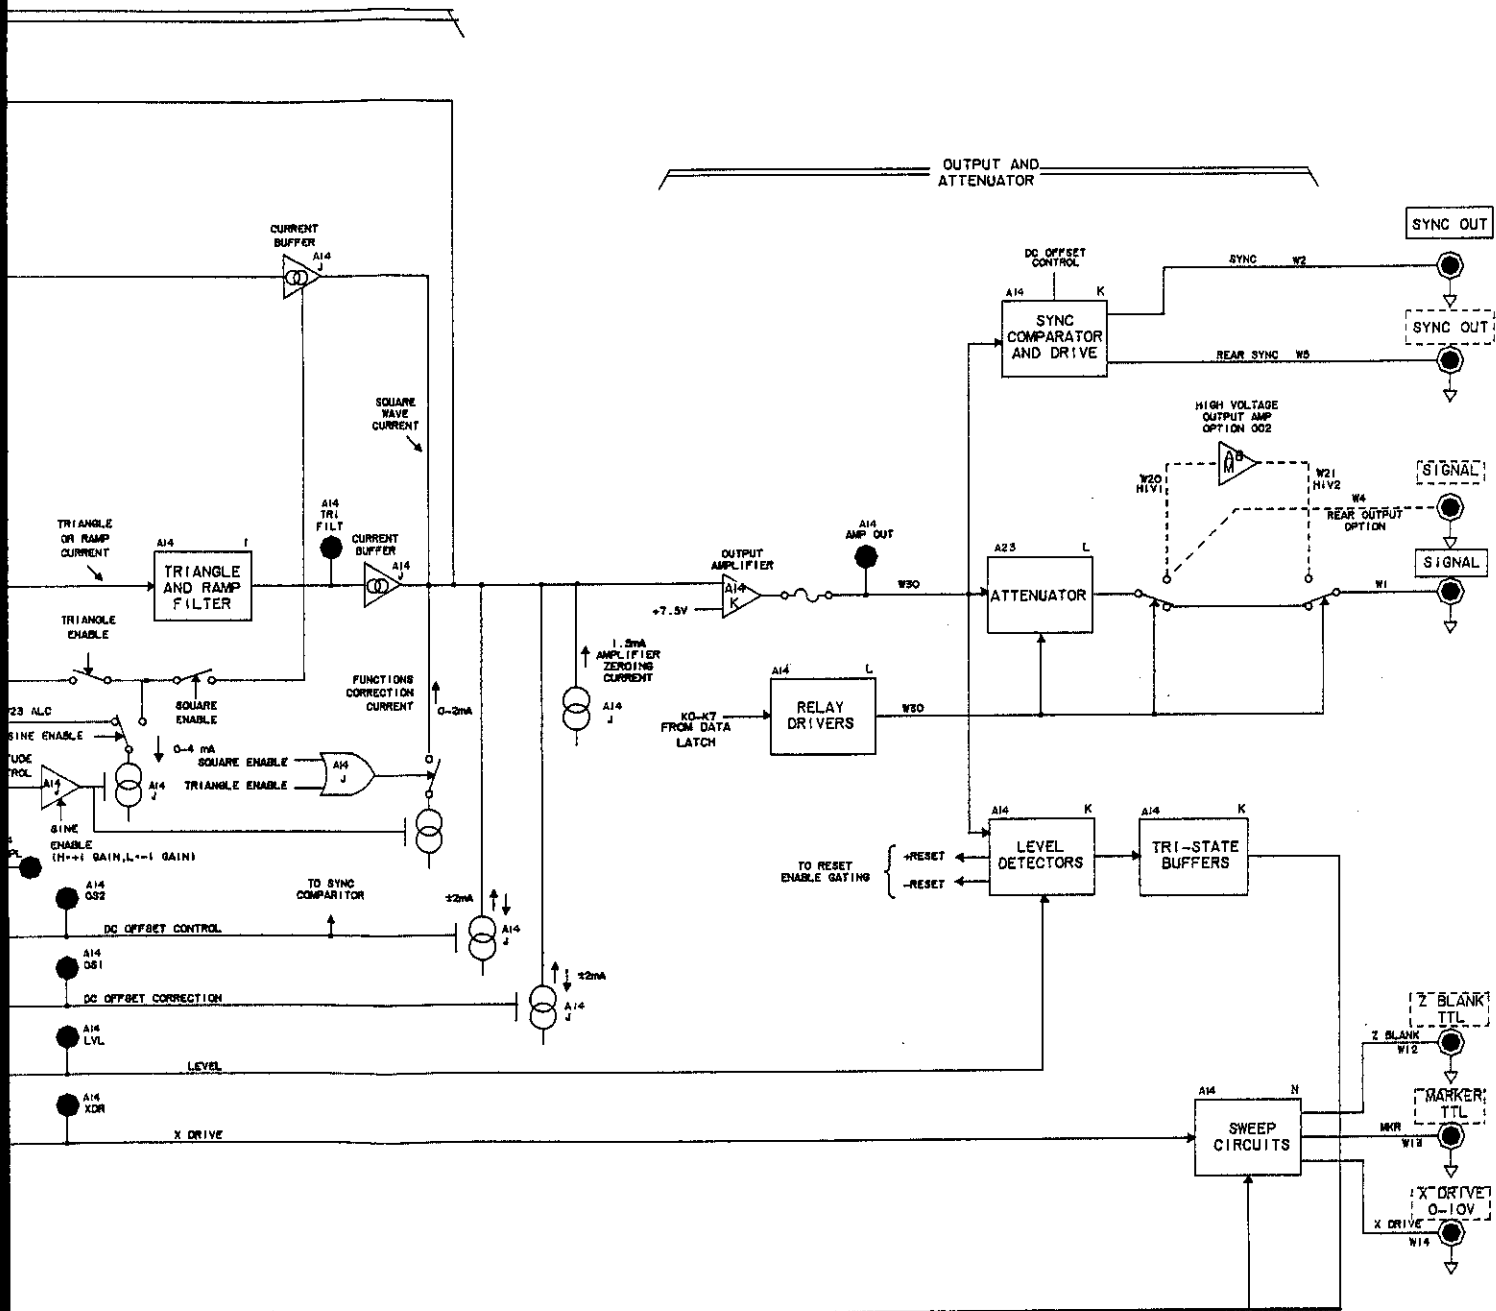 OUTPUT AND
ATTENUATOR
SYNC OUT
CURRENT
BUFFER
A14
J
DC OFFSET
CONTROL
A14
K
SYNC
COMPARATOR
AND DRIVE
SYNC W2
REAR SYNC W5
SYNC OUT
SQUARE
WAVE
CURRENT
HIGH VOLTAGE
OUTPUT AMP
OPTION 002
W20
HIV1
W21
HIV2
W4
REAR OUTPUT
OPTION
SIGNAL
SIGNAL
TRIANGLE
OR RAMP
CURRENT
A14
I
TRIANGLE
AND RAMP
FILTER
A14
TRI
FILT
CURRENT
BUFFER
A14
J
OUTPUT
AMPLIFIER
A14
K
+7.5V
A14
AMP OUT
W30
A23
L
ATTENUATOR
W1
TRIANGLE
ENABLE
SQUARE
ENABLE
W23 ALC
SINE ENABLE
0-4 mA
A14
J
FUNCTIONS
CORRECTION
CURRENT
0-2mA
1.5mA
AMPLIFIER
ZEROING
CURRENT
A14
J
K0-K7
FROM DATA
LATCH
A14
L
RELAY
DRIVERS
W30
SQUARE ENABLE
TRIANGLE ENABLE
A14
J
A14
J
SINE
ENABLE
(H=+1 GAIN,L=-1 GAIN)
TO RESET
ENABLE GATING
+RESET
-RESET
A14
K
LEVEL
DETECTORS
A14
K
TRI-STATE
BUFFERS
A14
OS2
TO SYNC
COMPARITOR
±2mA
A14
J
DC OFFSET CONTROL
A14
OS1
±2mA
A14
J
DC OFFSET CORRECTION
A14
LVL
LEVEL
A14
XDR
X DRIVE
A14
N
SWEEP
CIRCUITS
Z BLANK
TTL
Z BLANK
W12
MARKER
TTL
MKR
W13
X DRIVE
0-10V
X DRIVE
W14